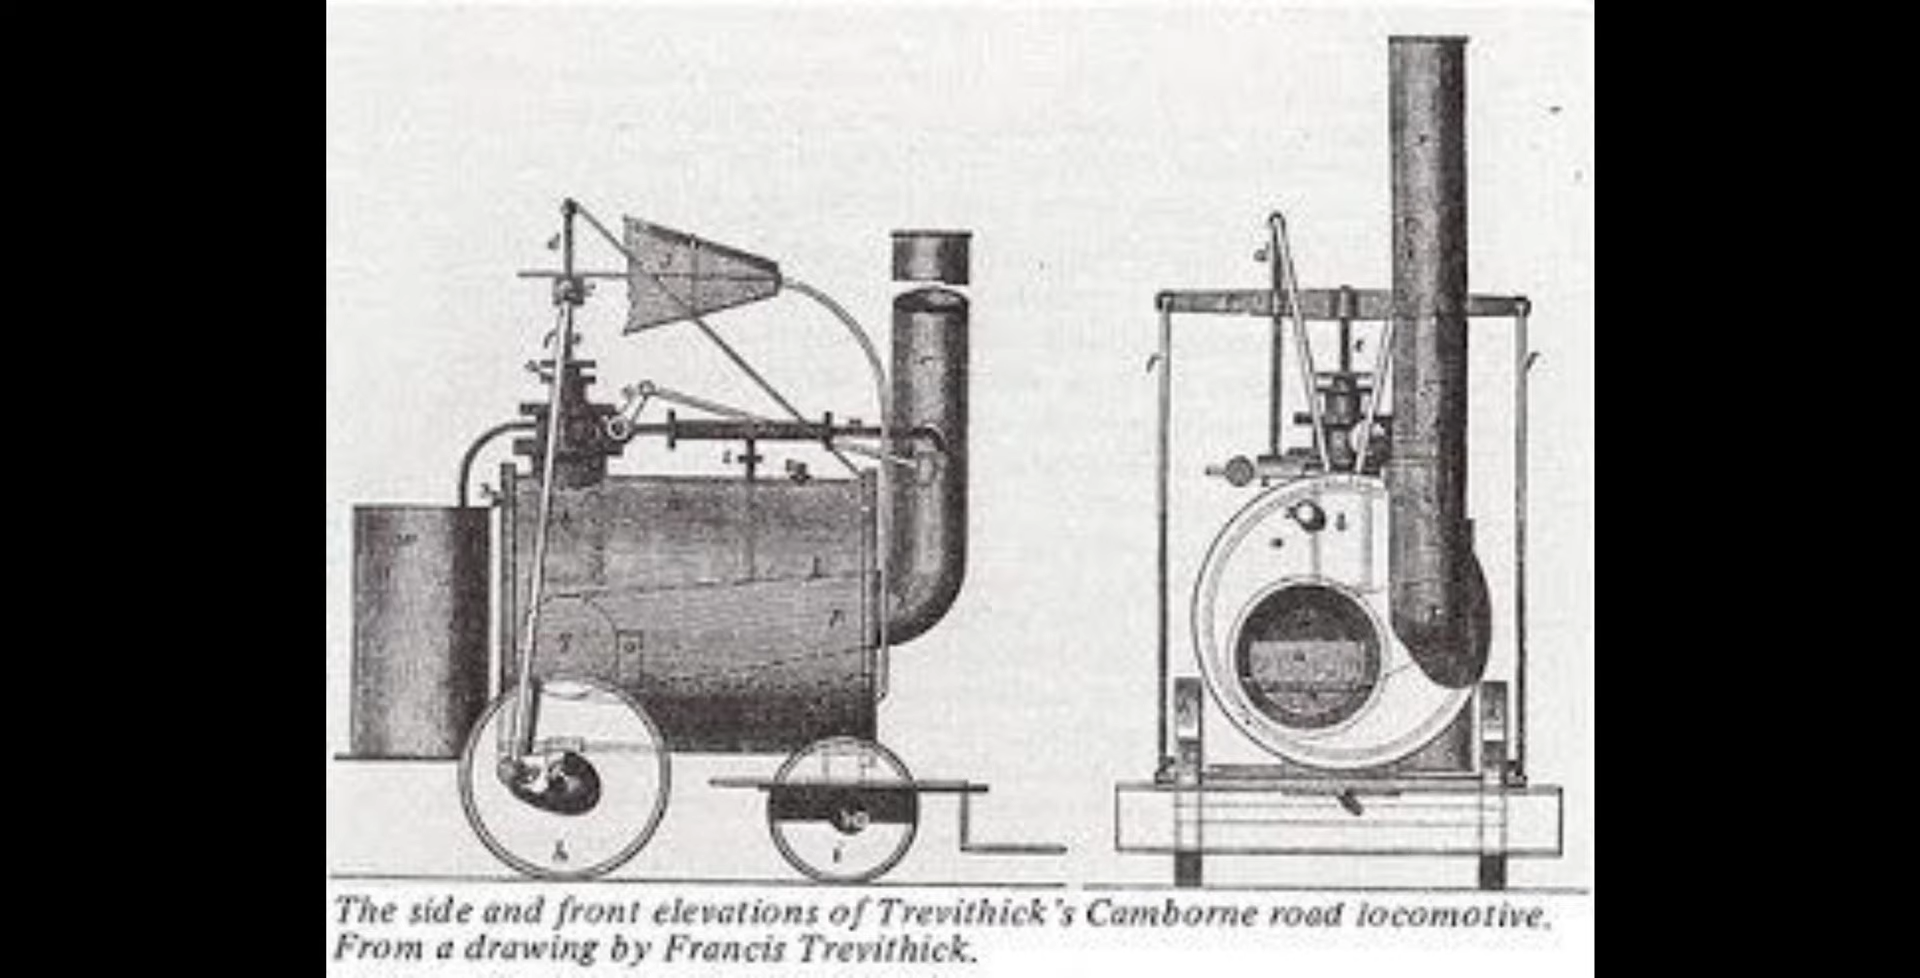 The side and front elevations of Trevithick's Camborne road locomotive.
From a drawing by Francis Trevithick.